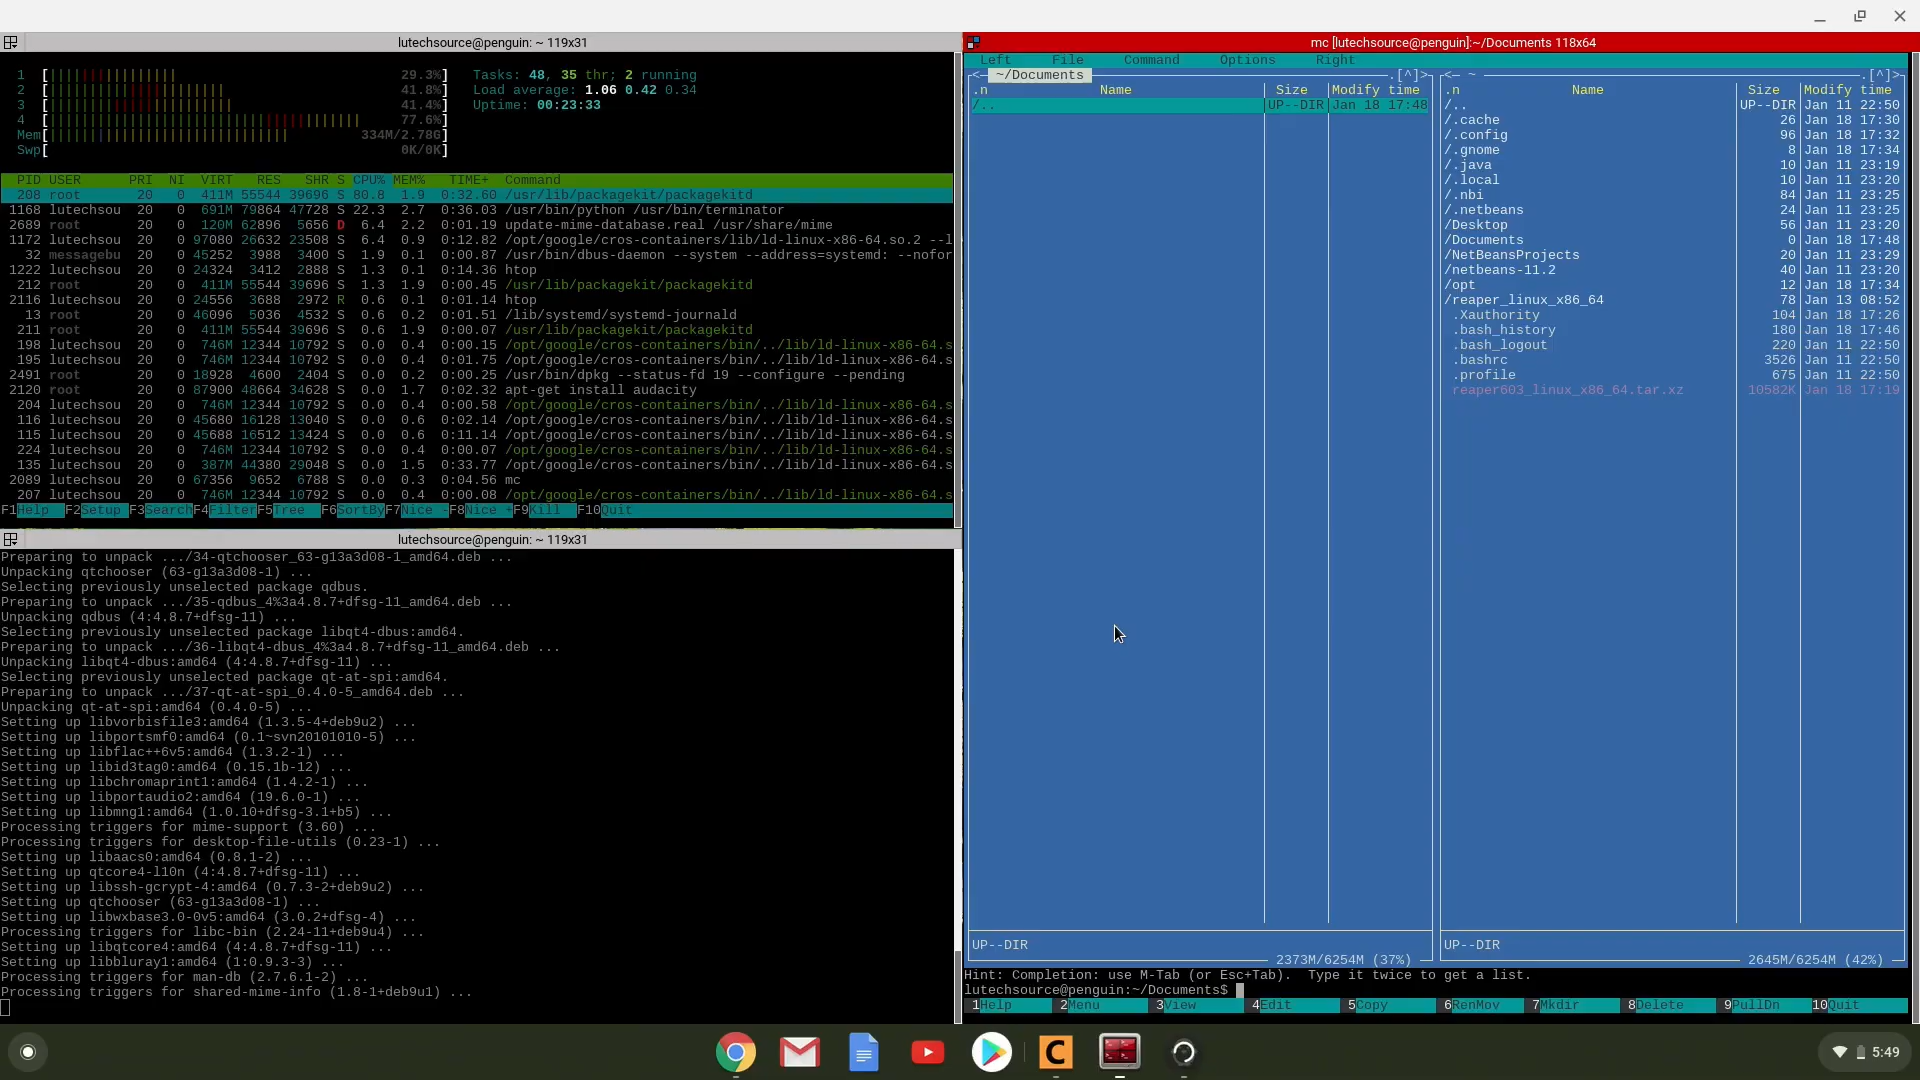 lutechsource@penguin: ~ 119x31
1 [|||||||||||||||| 29.3%] Tasks: 48, 35 thr; 2 running
2 [|||||||||||||||||||||| 41.8%] Load average: 1.06 0.42 0.34
3 [||||||||||||||||||||||| 41.4%] Uptime: 00:23:33
4 [||||||||||||||||||||||||||||||||||||||| 77.6%]
Mem[|||||||||||||||||||||||||||||| 334M/2.78G]
Swp[ 0K/0K]
PID USER PRI NI VIRT RES SHR S CPU% MEM% TIME+ Command
208 root 20 0 411M 55544 39696 S 80.8 1.9 0:32.60 /usr/lib/packagekit/packagekitd
1168 lutechsou 20 0 691M 79864 47728 S 22.3 2.7 0:36.03 /usr/bin/python /usr/bin/terminator
2689 root 20 0 120M 62896 5656 D 6.4 2.2 0:01.19 update-mime-database.real /usr/share/mime
1172 lutechsou 20 0 97080 26632 23508 S 6.4 0.9 0:12.82 /opt/google/cros-containers/lib/ld-linux-x86-64.so.2 --l
32 messagebu 20 0 45252 3988 3400 S 1.9 0.1 0:00.87 /usr/bin/dbus-daemon --system --address=systemd: --nofor
1222 lutechsou 20 0 24324 3412 2888 S 1.3 0.1 0:14.36 htop
212 root 20 0 411M 55544 39696 S 1.3 1.9 0:00.45 /usr/lib/packagekit/packagekitd
2116 lutechsou 20 0 24556 3688 2972 R 0.6 0.1 0:01.14 htop
13 root 20 0 46096 5036 4532 S 0.6 0.2 0:01.51 /lib/systemd/systemd-journald
211 root 20 0 411M 55544 39696 S 0.6 1.9 0:00.07 /usr/lib/packagekit/packagekitd
198 lutechsou 20 0 746M 12344 10792 S 0.0 0.4 0:00.15 /opt/google/cros-containers/bin/../lib/ld-linux-x86-64.s
195 lutechsou 20 0 746M 12344 10792 S 0.0 0.4 0:01.75 /opt/google/cros-containers/bin/../lib/ld-linux-x86-64.s
2491 root 20 0 18928 4600 2404 S 0.0 0.2 0:00.25 /usr/bin/dpkg --status-fd 19 --configure --pending
2120 root 20 0 87900 48664 34628 S 0.0 1.7 0:02.32 apt-get install audacity
204 lutechsou 20 0 746M 12344 10792 S 0.0 0.4 0:00.58 /opt/google/cros-containers/bin/../lib/ld-linux-x86-64.s
116 lutechsou 20 0 45680 16128 13040 S 0.0 0.6 0:02.14 /opt/google/cros-containers/bin/../lib/ld-linux-x86-64.s
115 lutechsou 20 0 45688 16512 13424 S 0.0 0.6 0:11.14 /opt/google/cros-containers/bin/../lib/ld-linux-x86-64.s
224 lutechsou 20 0 746M 12344 10792 S 0.0 0.4 0:00.07 /opt/google/cros-containers/bin/../lib/ld-linux-x86-64.s
135 lutechsou 20 0 387M 44380 29048 S 0.0 1.5 0:33.77 /opt/google/cros-containers/bin/../lib/ld-linux-x86-64.s
2089 lutechsou 20 0 67356 9652 6788 S 0.0 0.3 0:04.56 mc
207 lutechsou 20 0 746M 12344 10792 S 0.0 0.4 0:00.08 /opt/google/cros-containers/bin/../lib/ld-linux-x86-64.s
F1Help F2Setup F3SearchF4FilterF5Tree F6SortByF7Nice -F8Nice +F9Kill F10Quit
lutechsource@penguin: ~ 119x31
Preparing to unpack .../34-qtchooser_63-g13a3d08-1_amd64.deb ...
Unpacking qtchooser (63-g13a3d08-1) ...
Selecting previously unselected package qdbus.
Preparing to unpack .../35-qdbus_4%3a4.8.7+dfsg-11_amd64.deb ...
Unpacking qdbus (4:4.8.7+dfsg-11) ...
Selecting previously unselected package libqt4-dbus:amd64.
Preparing to unpack .../36-libqt4-dbus_4%3a4.8.7+dfsg-11_amd64.deb ...
Unpacking libqt4-dbus:amd64 (4:4.8.7+dfsg-11) ...
Selecting previously unselected package qt-at-spi:amd64.
Preparing to unpack .../37-qt-at-spi_0.4.0-5_amd64.deb ...
Unpacking qt-at-spi:amd64 (0.4.0-5) ...
Setting up libvorbisfile3:amd64 (1.3.5-4+deb9u2) ...
Setting up libportsmf0:amd64 (0.1~svn20101010-5) ...
Setting up libflac++6v5:amd64 (1.3.2-1) ...
Setting up libid3tag0:amd64 (0.15.1b-12) ...
Setting up libchromaprint1:amd64 (1.4.2-1) ...
Setting up libportaudio2:amd64 (19.6.0-1) ...
Setting up libmng1:amd64 (1.0.10+dfsg-3.1+b5) ...
Processing triggers for mime-support (3.60) ...
Processing triggers for desktop-file-utils (0.23-1) ...
Setting up libaacs0:amd64 (0.8.1-2) ...
Setting up qtcore4-l10n (4:4.8.7+dfsg-11) ...
Setting up libssh-gcrypt-4:amd64 (0.7.3-2+deb9u2) ...
Setting up qtchooser (63-g13a3d08-1) ...
Setting up libwxbase3.0-0v5:amd64 (3.0.2+dfsg-4) ...
Processing triggers for libc-bin (2.24-11+deb9u4) ...
Setting up libqtcore4:amd64 (4:4.8.7+dfsg-11) ...
Setting up libbluray1:amd64 (1:0.9.3-3) ...
Processing triggers for man-db (2.7.6.1-2) ...
Processing triggers for shared-mime-info (1.8-1+deb9u1) ...
mc [lutechsource@penguin]:~/Documents 118x64
Left File Command Options Right
<─ ~/Documents .[^]>
.n Name Size Modify time
/.. UP--DIR Jan 18 17:48
UP--DIR
2373M/6254M (37%)
<─ ~ .[^]>
.n Name Size Modify time
/.. UP--DIR Jan 11 22:50
/.cache 26 Jan 18 17:30
/.config 96 Jan 18 17:32
/.gnome 8 Jan 18 17:34
/.java 10 Jan 11 23:19
/.local 10 Jan 11 23:20
/.nbi 84 Jan 11 23:25
/.netbeans 24 Jan 11 23:25
/Desktop 56 Jan 11 23:20
/Documents 0 Jan 18 17:48
/NetBeansProjects 20 Jan 11 23:29
/netbeans-11.2 40 Jan 11 23:20
/opt 12 Jan 18 17:34
/reaper_linux_x86_64 78 Jan 13 08:52
.Xauthority 104 Jan 18 17:26
.bash_history 180 Jan 18 17:46
.bash_logout 220 Jan 11 22:50
.bashrc 3526 Jan 11 22:50
.profile 675 Jan 11 22:50
reaper603_linux_x86_64.tar.xz 10582K Jan 18 17:19
UP--DIR
2645M/6254M (42%)
Hint: Completion: use M-Tab (or Esc+Tab). Type it twice to get a list.
lutechsource@penguin:~/Documents$
1Help 2Menu 3View 4Edit 5Copy 6RenMov 7Mkdir 8Delete 9PullDn 10Quit
C
5:49